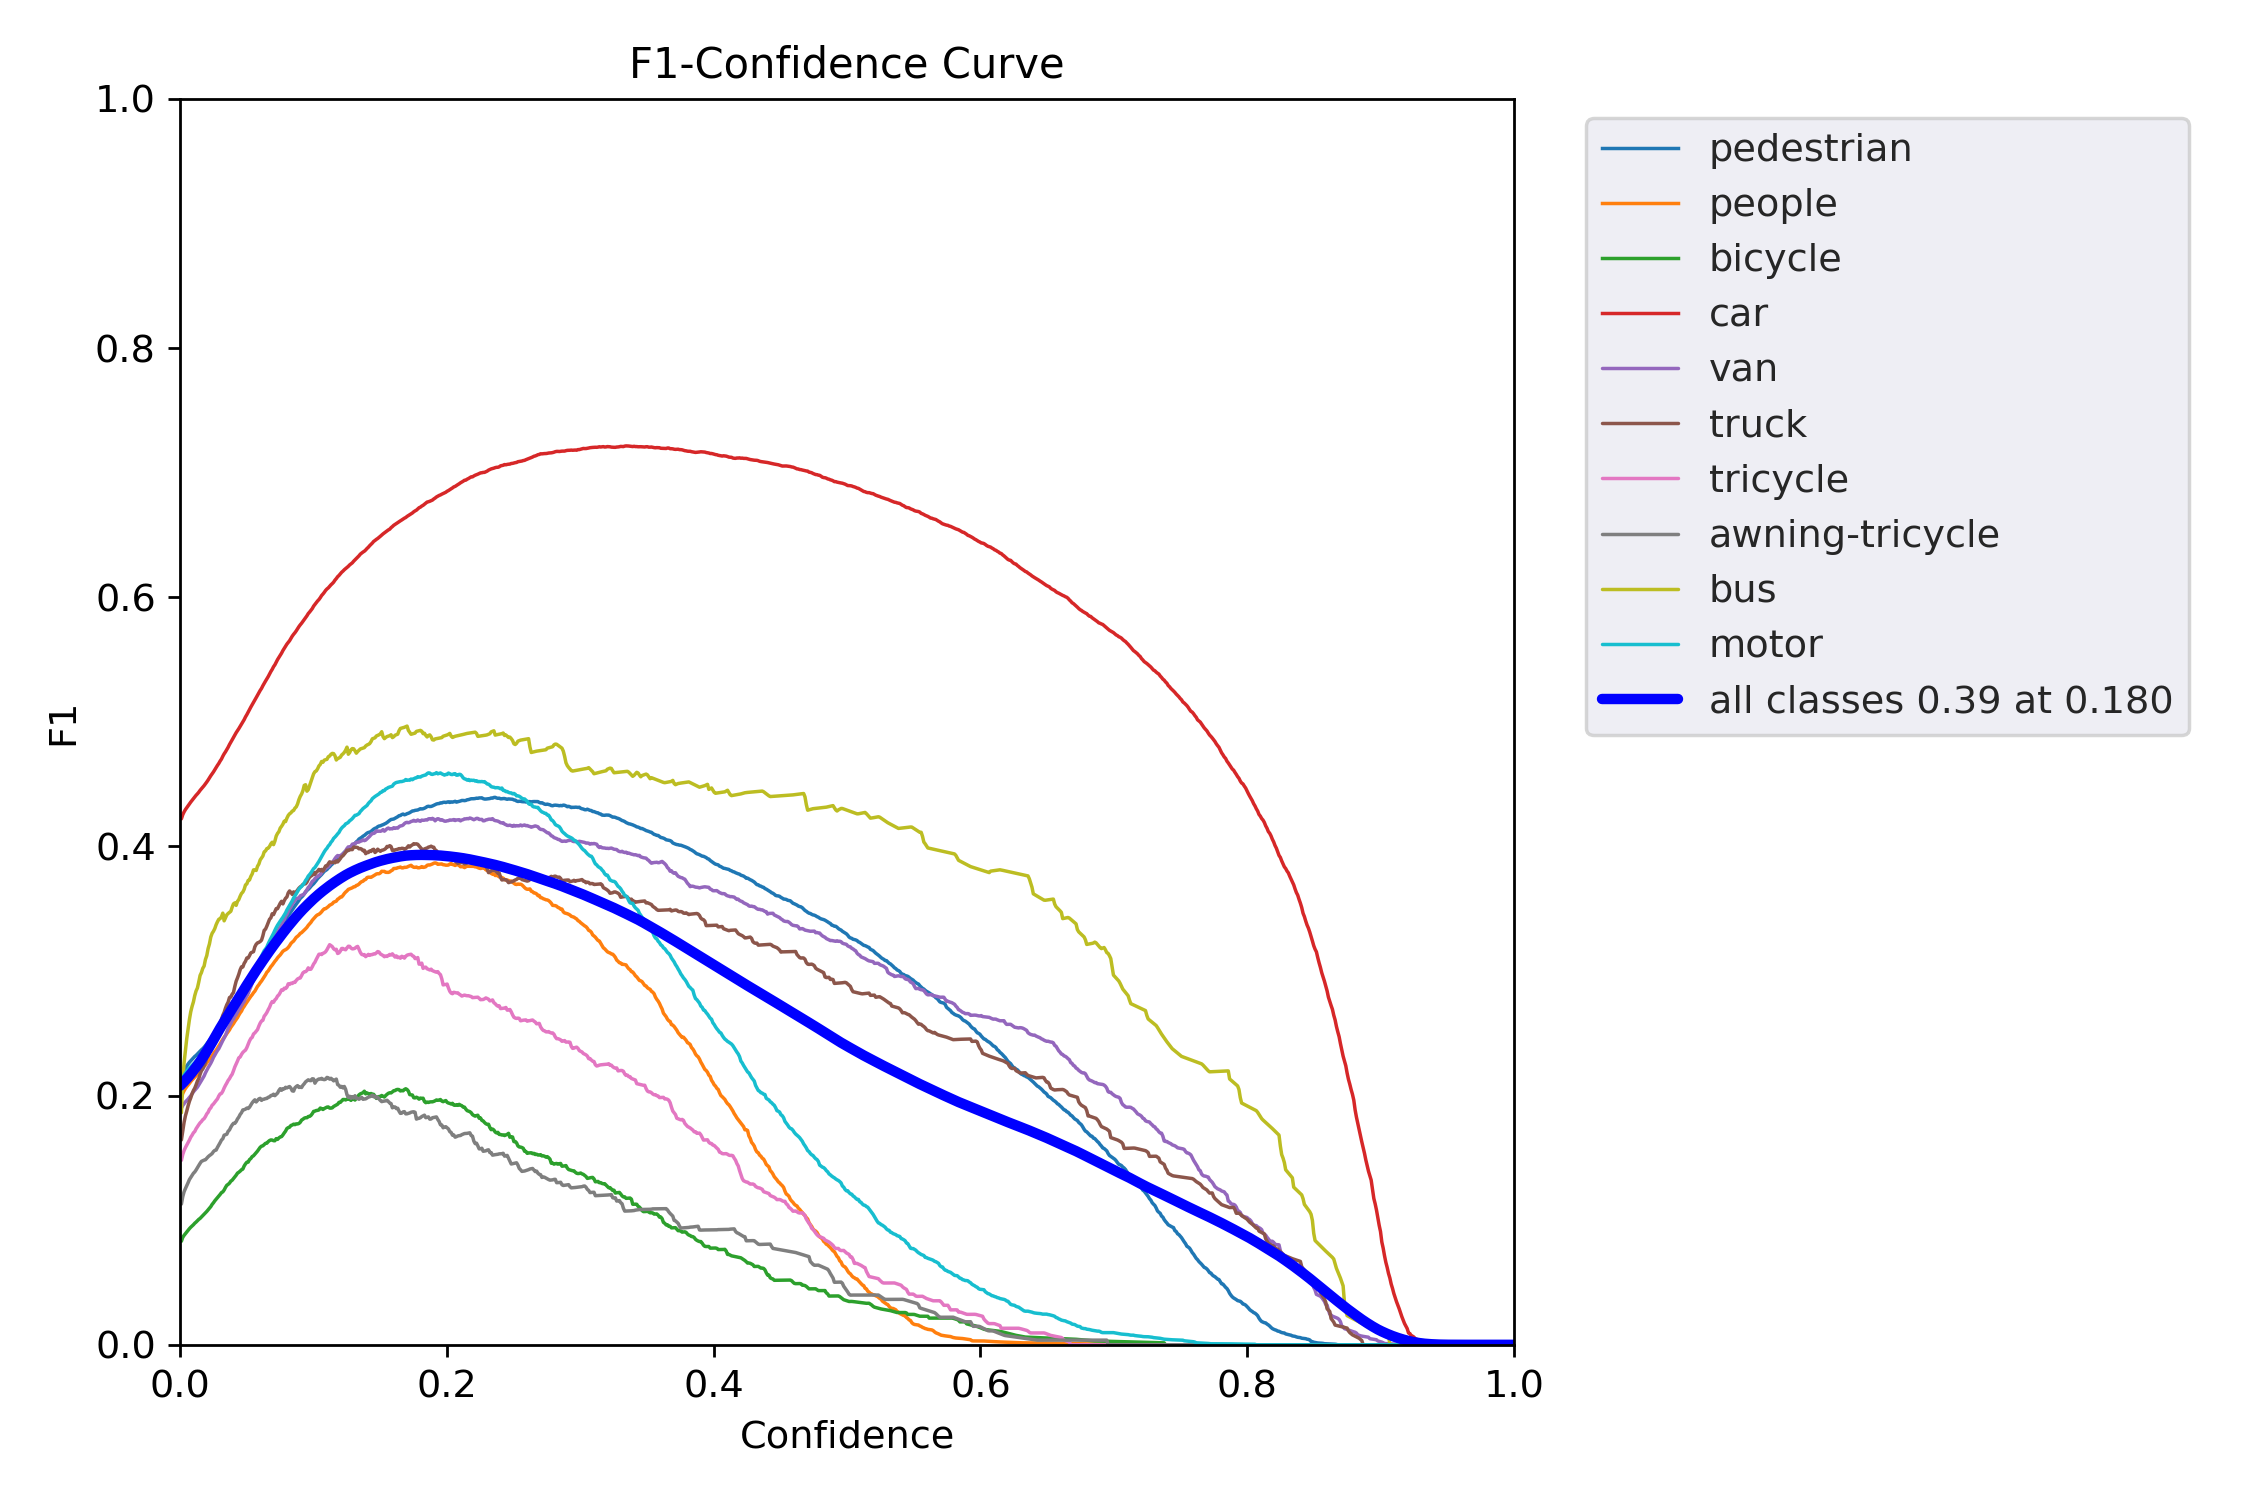 F1-Confidence Curve
1.0
0.8
0.6
0.4
0.2
0.0
F1
0.0 0.2 0.4 0.6 0.8 1.0
Confidence
pedestrian
people
bicycle
car
van
truck
tricycle
awning-tricycle
bus
motor
all classes 0.39 at 0.180